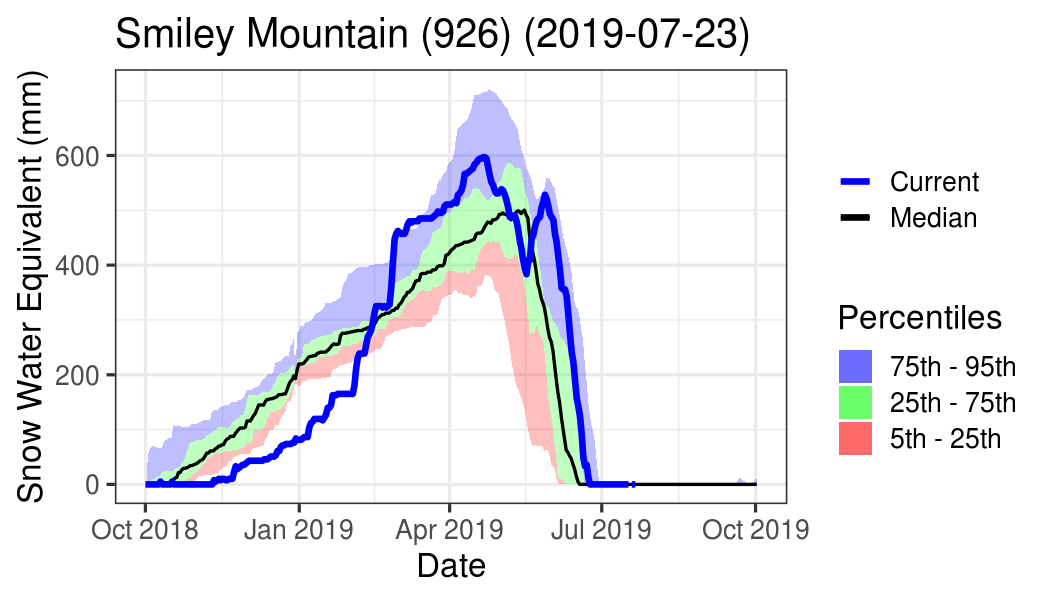 Smiley Mountain (926) (2019-07-23)
Snow Water Equivalent (mm)
600
400
200
0
Oct 2018
Jan 2019
Apr 2019
Jul 2019
Oct 2019
Date
Current
Median
Percentiles
75th - 95th
25th - 75th
5th - 25th